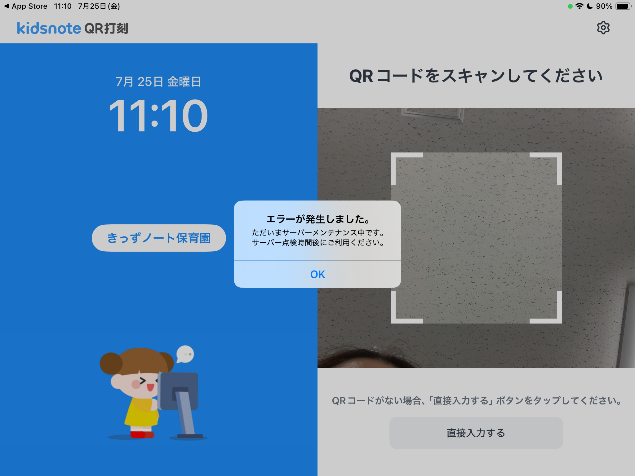 ◀ App Store 11:10 7月25日(金)
90%
kidsnote QR打刻
7月 25日 金曜日
11:10
きっずノート保育園
QRコードをスキャンしてください
エラーが発生しました。
ただいまサーバーメンテナンス中です。
サーバー点検時間後にご利用ください。
OK
QRコードがない場合、「直接入力する」ボタンをタップしてください。
直接入力する